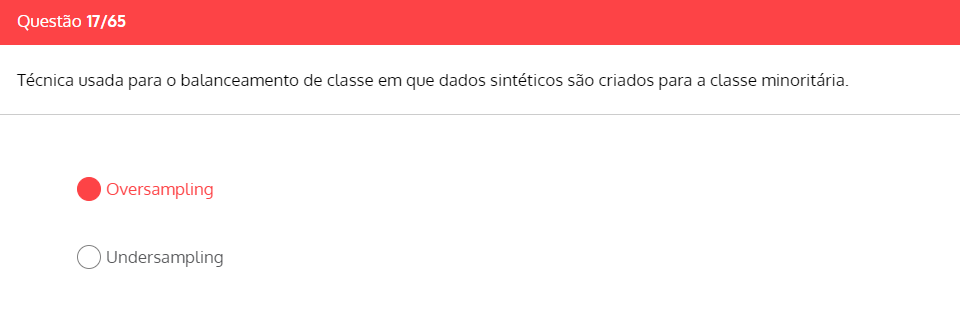 Questão 17/65
Técnica usada para o balanceamento de classe em que dados sintéticos são criados para a classe minoritária.
Oversampling
Undersampling